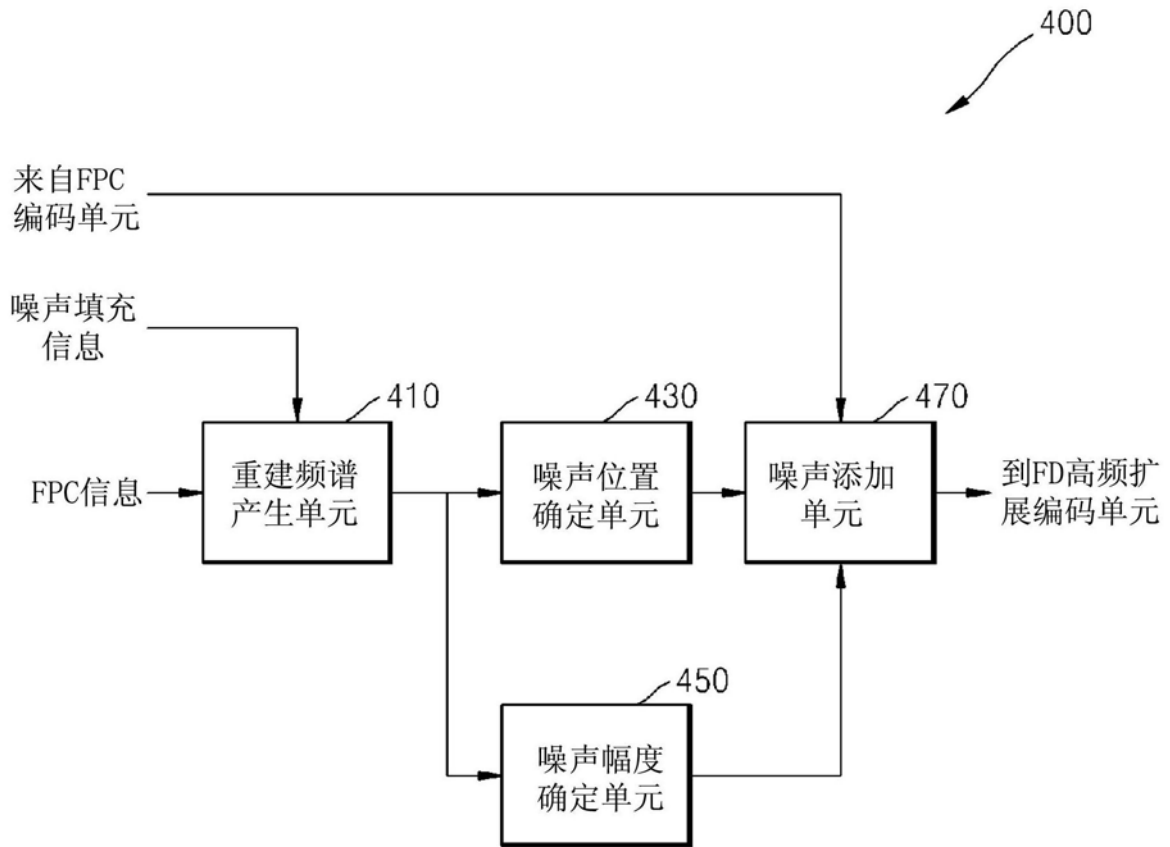 400
来自FPC
编码单元
噪声填充
信息
410
430
470
FPC信息
重建频谱
产生单元
噪声位置
确定单元
噪声添加
单元
到FD高频扩
展编码单元
450
噪声幅度
确定单元